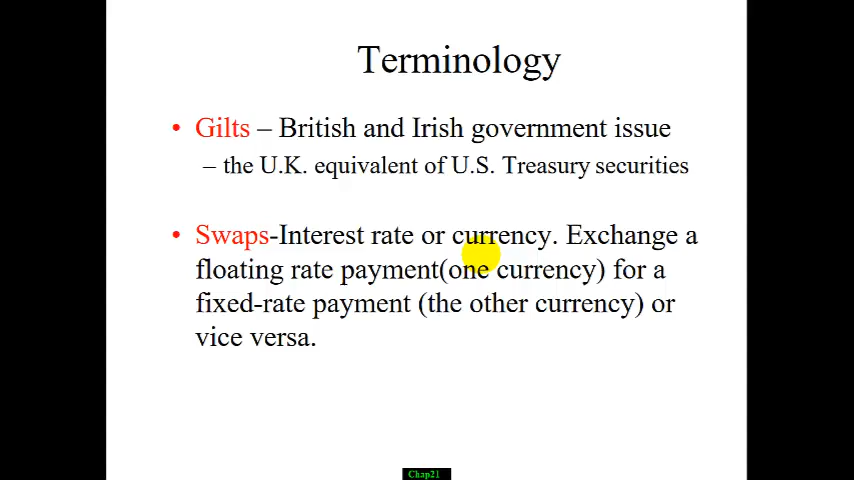 Terminology
• Gilts – British and Irish government issue
– the U.K. equivalent of U.S. Treasury securities
• Swaps-Interest rate or currency. Exchange a
floating rate payment(one currency) for a
fixed-rate payment (the other currency) or
vice versa.
Chap21